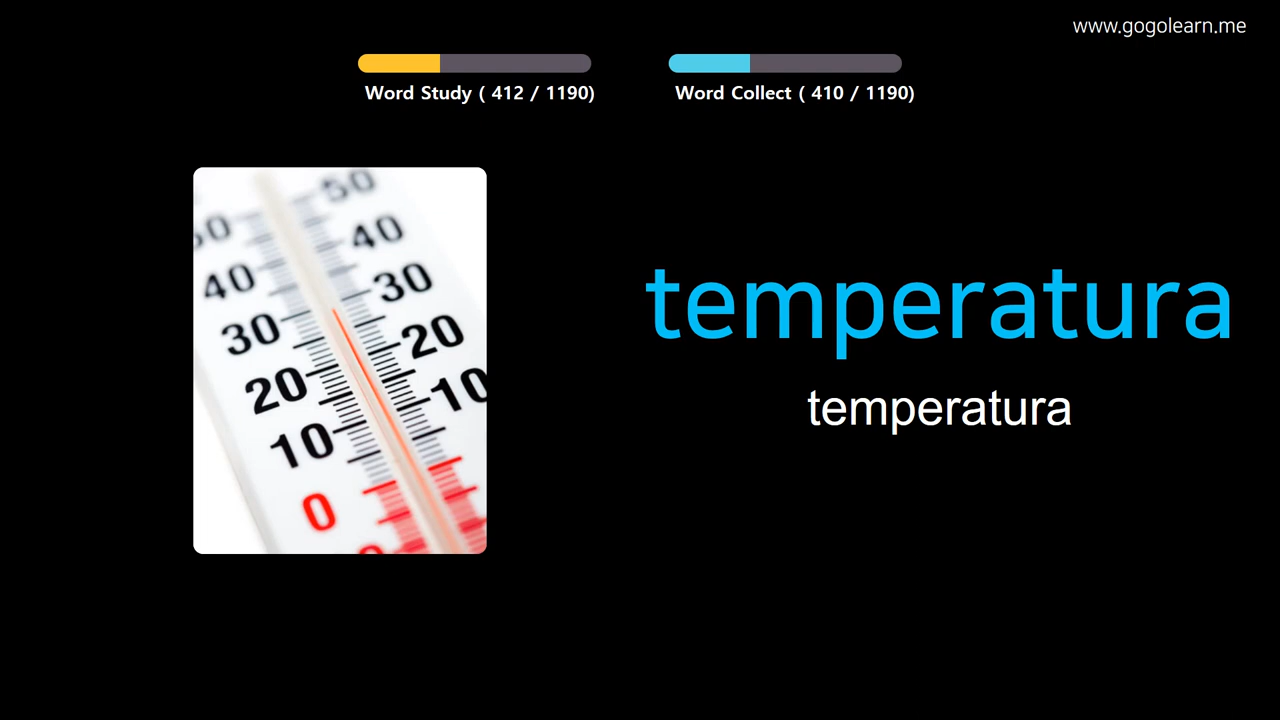 www.gogolearn.me
Word Study ( 412 / 1190)
Word Collect ( 410 / 1190)
50
40
40
30
30
20
20
10
10
0
temperatura
temperatura